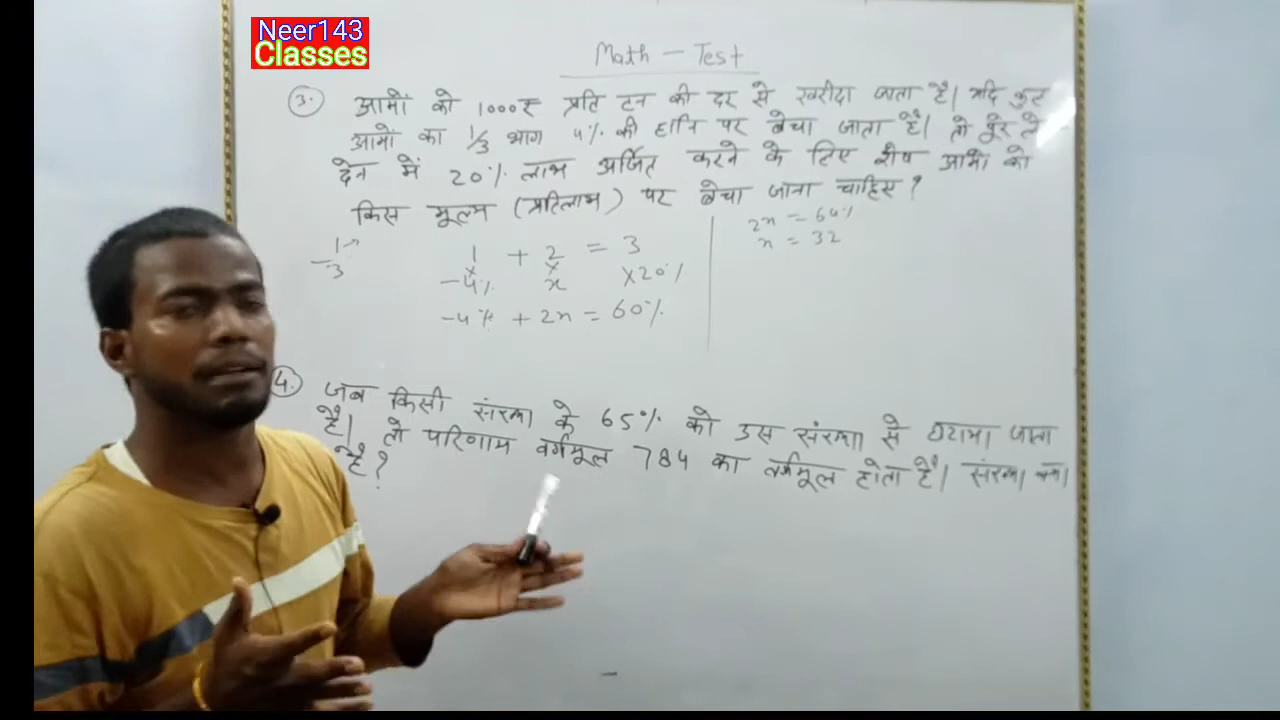 Neer143
Classes
Math - Test
3. आमों को 1000₹ प्रति टन की दर से खरीदा जाता है। यदि कुल
आमो का 1/3 भाग 4% की हानि पर बेचा जाता है। तो पूरे ले
देन में 20% लाभ अर्जित करने के लिए शेष आमो को
किस मूल्य (प्रतिलाभ) पर बेचा जाना चाहिए?
2x = 64%
x = 32
1/3
1 + 2 = 3
x x
-4% x x20%
-4% + 2x = 60%
4. जब किसी संख्या के 65% को उस संख्या से घटाया जाता
है। तो परिणाम वर्गमूल 784 का वर्गमूल होता है। संख्या क्या
है?